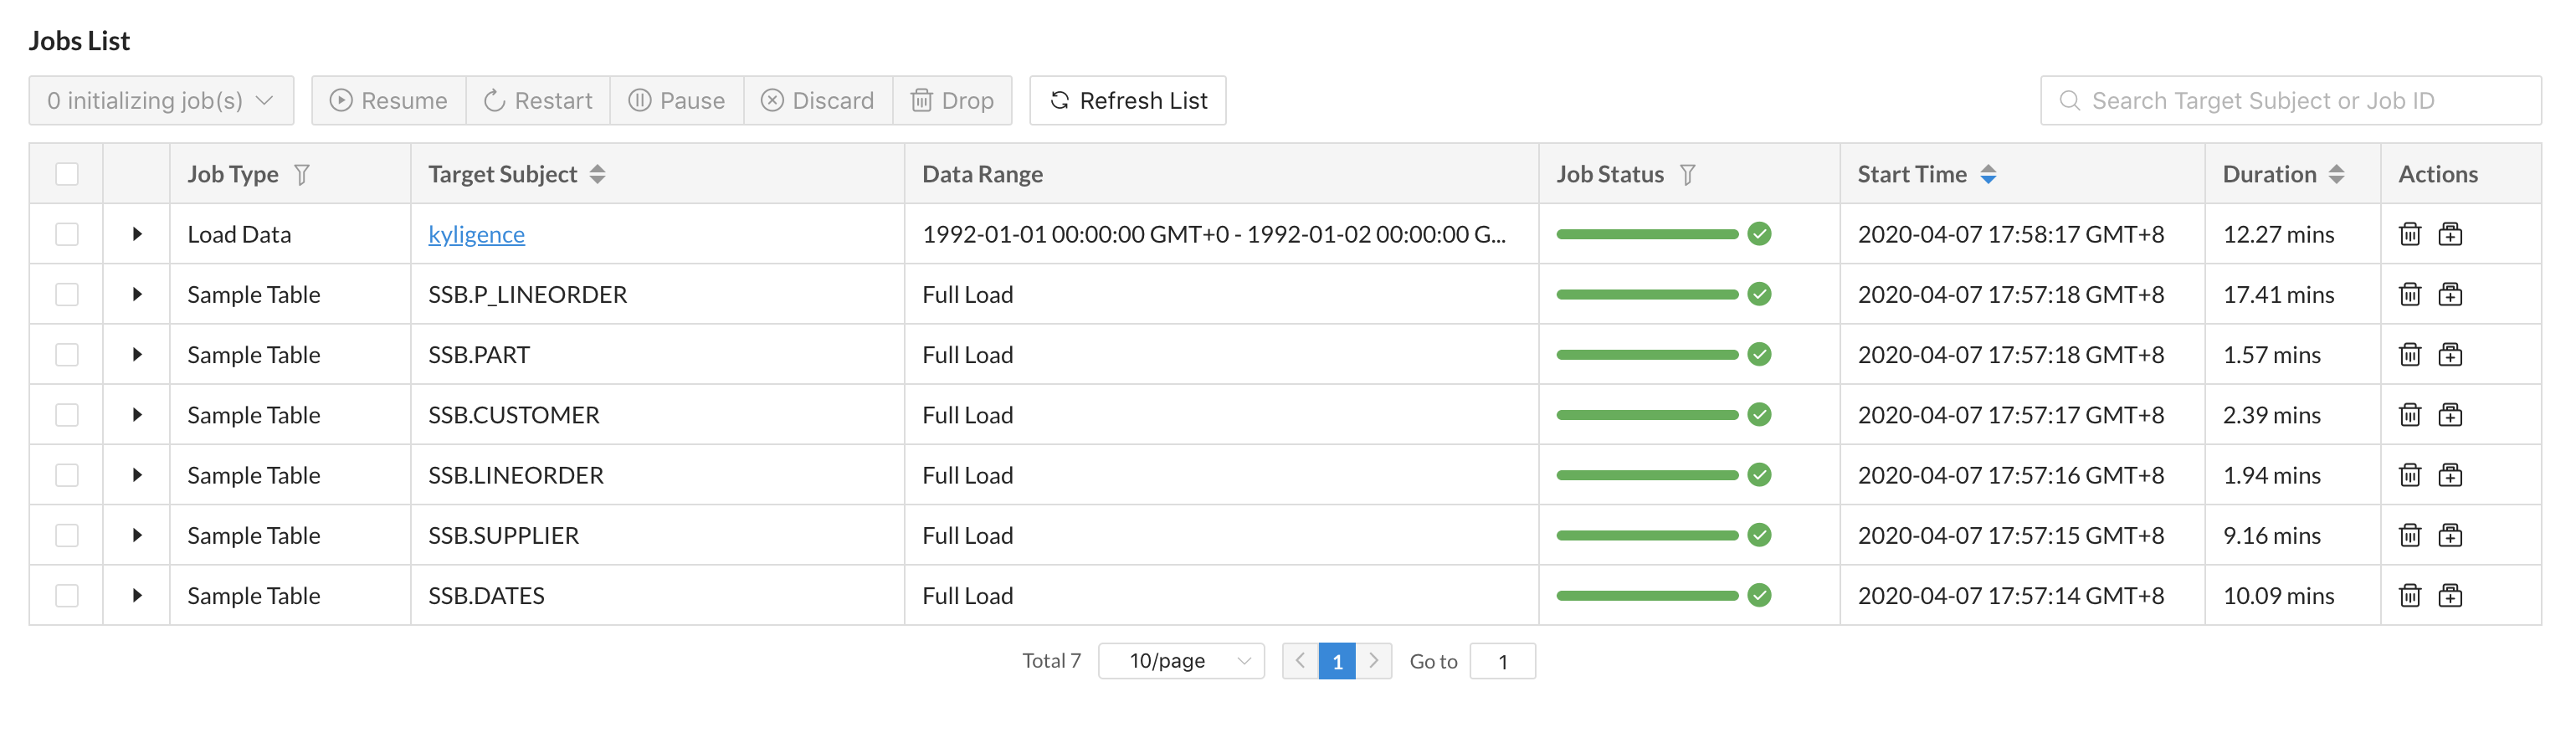 Jobs List
0 initializing job(s) Resume Restart Pause Discard Drop Refresh List Search Target Subject or Job ID
Job Type Target Subject Data Range Job Status Start Time Duration Actions
Load Data kyligence 1992-01-01 00:00:00 GMT+0 - 1992-01-02 00:00:00 G... 2020-04-07 17:58:17 GMT+8 12.27 mins
Sample Table SSB.P_LINEORDER Full Load 2020-04-07 17:57:18 GMT+8 17.41 mins
Sample Table SSB.PART Full Load 2020-04-07 17:57:18 GMT+8 1.57 mins
Sample Table SSB.CUSTOMER Full Load 2020-04-07 17:57:17 GMT+8 2.39 mins
Sample Table SSB.LINEORDER Full Load 2020-04-07 17:57:16 GMT+8 1.94 mins
Sample Table SSB.SUPPLIER Full Load 2020-04-07 17:57:15 GMT+8 9.16 mins
Sample Table SSB.DATES Full Load 2020-04-07 17:57:14 GMT+8 10.09 mins
Total 7 10/page 1 Go to 1